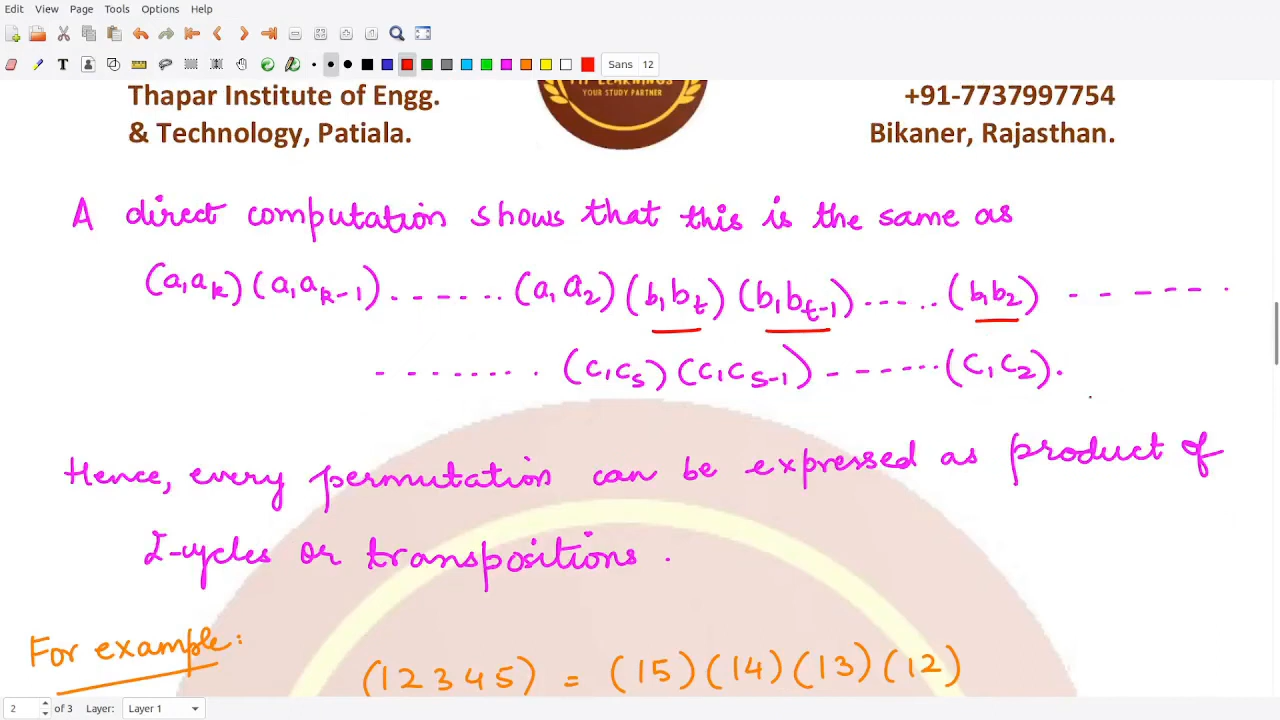 Edit View Page Tools Options Help
Sans 12
Thapar Institute of Engg.
& Technology, Patiala.
YOUR STUDY PARTNER
+91-7737997754
Bikaner, Rajasthan.
A direct computation shows that this is the same as
(a₁aₖ)(a₁aₖ₋₁).......(a₁a₂)(b₁bₜ)(b₁bₜ₋₁).....(b₁b₂) -------.
........(c₁cₛ)(c₁cₛ₋₁)-------(c₁c₂).
Hence, every permutation can be expressed as product of
2-cycles or transpositions.
For example:
(12345) = (15)(14)(13)(12)
2 of 3 Layer: Layer 1